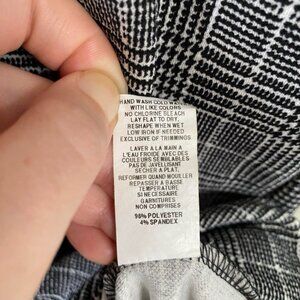 HAND WASH COLD WATER
WITH LIKE COLORS
NO CHLORINE BLEACH
LAY FLAT TO DRY,
RESHAPE WHEN WET
LOW IRON IF NEEDED
EXCLUSIVE OF TRIMMINGS
LAVER A LA MAIN A
L'EAU FROIDE AVEC DES
COULEURS SEMBLABLES
PAS DE JAVELLISANT
SECHER A PLAT,
REFORMER QUAND MOUILLER
REPASSER A BASSE
TEMPERATURE
SI NECESSAIRE
GARNITURES
NON COMPRISES
96% POLYESTER
4% SPANDEX